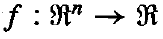 f : ℜⁿ → ℜ